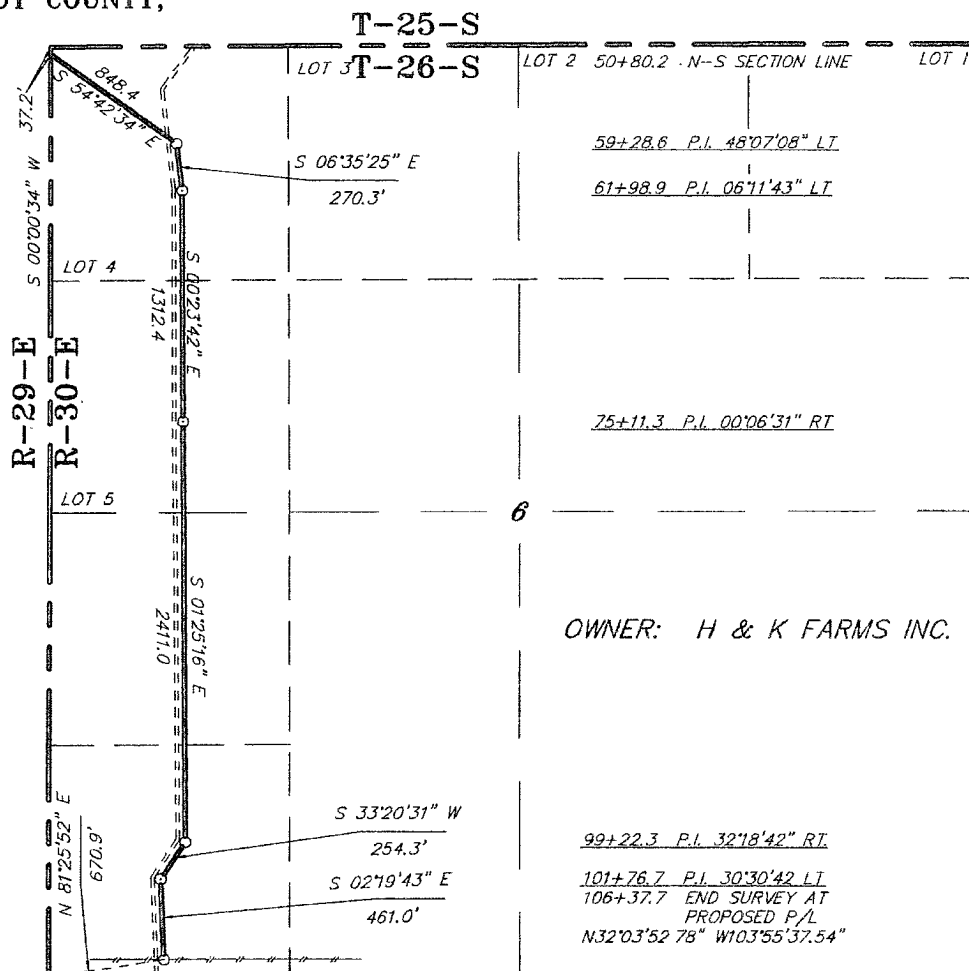 T-25-S
T-26-S
LOT 3
LOT 2
50+80.2 - N--S SECTION LINE
LOT 1
37.2'
848.4
S 54°42'34" E
S 00°00'34" W
S 06°35'25" E
270.3'
59+28.6 P.I. 48°07'08" LT
61+98.9 P.I. 06°11'43" LT
LOT 4
S 00°23'42" E
1312.4
R-29-E
R-30-E
75+11.3 P.I. 00°06'31" RT
LOT 5
6
S 01°25'16" E
2411.0
OWNER: H & K FARMS INC.
N 81°25'52" E
670.9'
S 33°20'31" W
254.3'
S 02°19'43" E
461.0'
99+22.3 P.I. 32°18'42" RT.
101+76.7 P.I. 30°30'42 LT
106+37.7 END SURVEY AT
PROPOSED P/L
N32°03'52 78" W103°55'37.54"